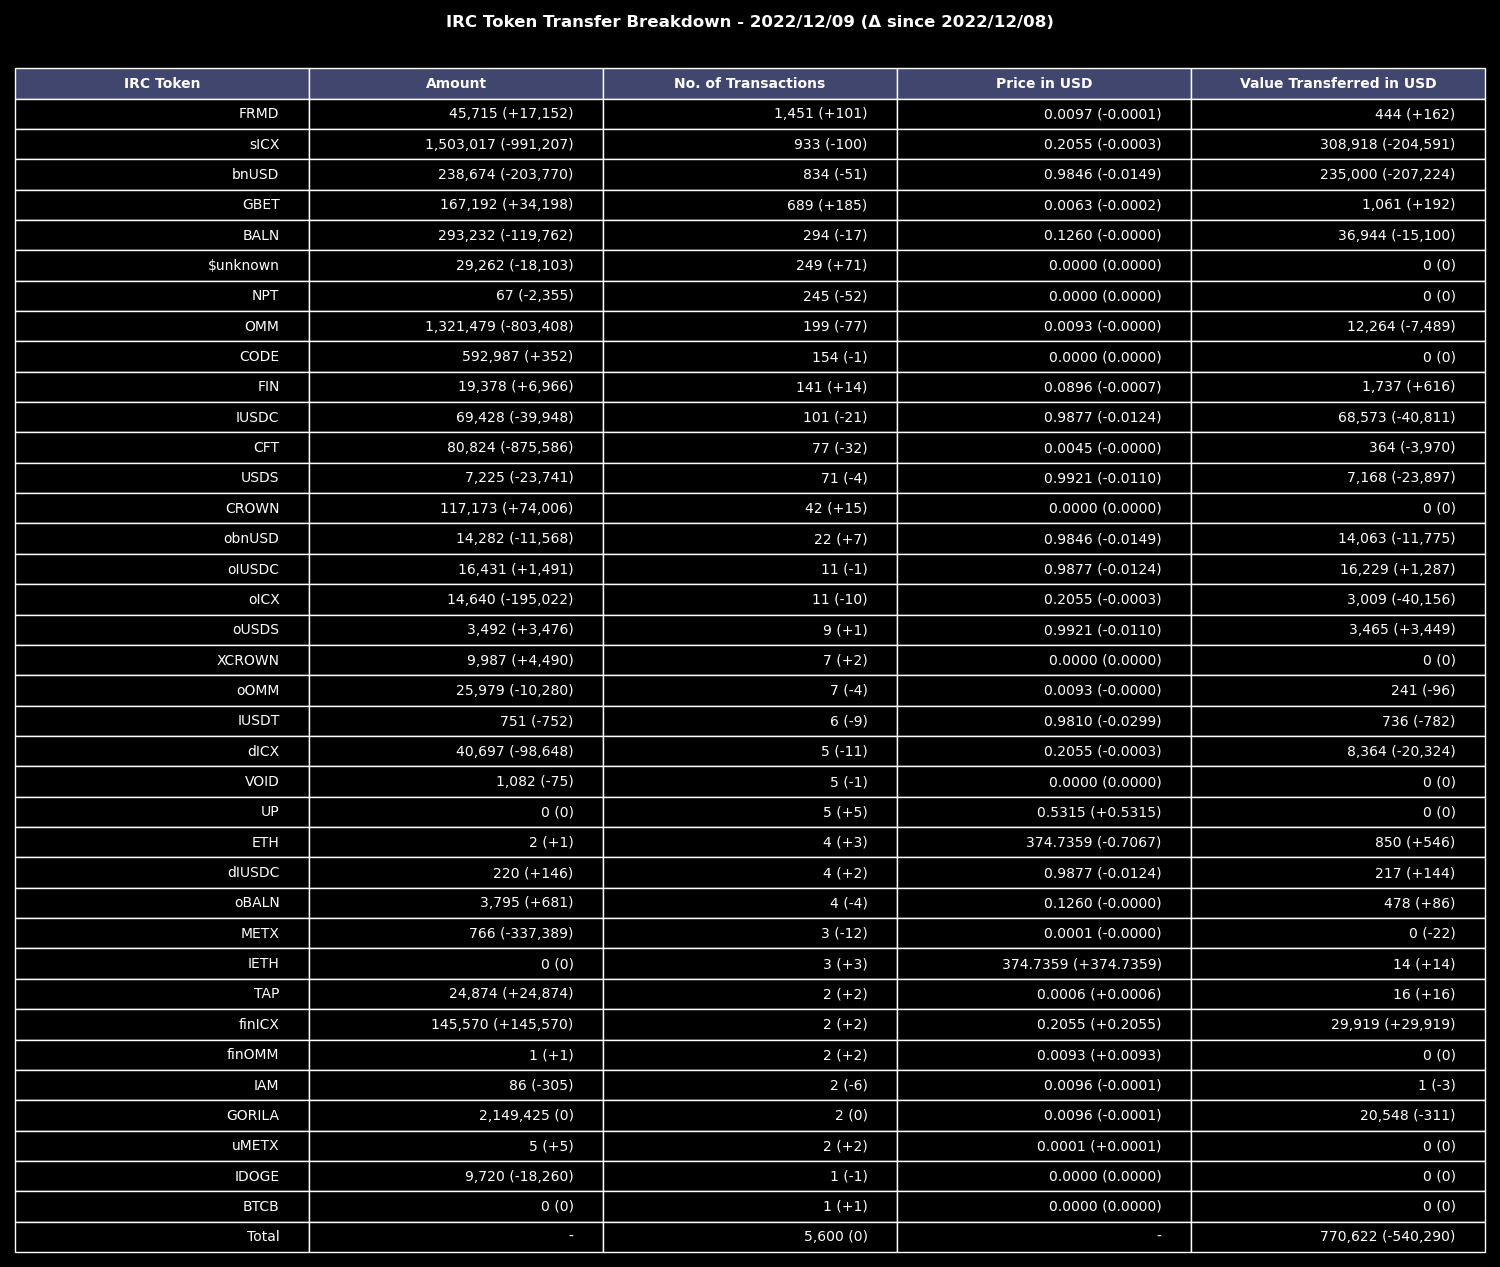 IRC Token Transfer Breakdown - 2022/12/09 (Δ since 2022/12/08)
IRC Token Amount No. of Transactions Price in USD Value Transferred in USD
FRMD 45,715 (+17,152) 1,451 (+101) 0.0097 (-0.0001) 444 (+162)
sICX 1,503,017 (-991,207) 933 (-100) 0.2055 (-0.0003) 308,918 (-204,591)
bnUSD 238,674 (-203,770) 834 (-51) 0.9846 (-0.0149) 235,000 (-207,224)
GBET 167,192 (+34,198) 689 (+185) 0.0063 (-0.0002) 1,061 (+192)
BALN 293,232 (-119,762) 294 (-17) 0.1260 (-0.0000) 36,944 (-15,100)
$unknown 29,262 (-18,103) 249 (+71) 0.0000 (0.0000) 0 (0)
NPT 67 (-2,355) 245 (-52) 0.0000 (0.0000) 0 (0)
OMM 1,321,479 (-803,408) 199 (-77) 0.0093 (-0.0000) 12,264 (-7,489)
CODE 592,987 (+352) 154 (-1) 0.0000 (0.0000) 0 (0)
FIN 19,378 (+6,966) 141 (+14) 0.0896 (-0.0007) 1,737 (+616)
IUSDC 69,428 (-39,948) 101 (-21) 0.9877 (-0.0124) 68,573 (-40,811)
CFT 80,824 (-875,586) 77 (-32) 0.0045 (-0.0000) 364 (-3,970)
USDS 7,225 (-23,741) 71 (-4) 0.9921 (-0.0110) 7,168 (-23,897)
CROWN 117,173 (+74,006) 42 (+15) 0.0000 (0.0000) 0 (0)
obnUSD 14,282 (-11,568) 22 (+7) 0.9846 (-0.0149) 14,063 (-11,775)
oIUSDC 16,431 (+1,491) 11 (-1) 0.9877 (-0.0124) 16,229 (+1,287)
oICX 14,640 (-195,022) 11 (-10) 0.2055 (-0.0003) 3,009 (-40,156)
oUSDS 3,492 (+3,476) 9 (+1) 0.9921 (-0.0110) 3,465 (+3,449)
XCROWN 9,987 (+4,490) 7 (+2) 0.0000 (0.0000) 0 (0)
oOMM 25,979 (-10,280) 7 (-4) 0.0093 (-0.0000) 241 (-96)
IUSDT 751 (-752) 6 (-9) 0.9810 (-0.0299) 736 (-782)
dICX 40,697 (-98,648) 5 (-11) 0.2055 (-0.0003) 8,364 (-20,324)
VOID 1,082 (-75) 5 (-1) 0.0000 (0.0000) 0 (0)
UP 0 (0) 5 (+5) 0.5315 (+0.5315) 0 (0)
ETH 2 (+1) 4 (+3) 374.7359 (-0.7067) 850 (+546)
dIUSDC 220 (+146) 4 (+2) 0.9877 (-0.0124) 217 (+144)
oBALN 3,795 (+681) 4 (-4) 0.1260 (-0.0000) 478 (+86)
METX 766 (-337,389) 3 (-12) 0.0001 (-0.0000) 0 (-22)
IETH 0 (0) 3 (+3) 374.7359 (+374.7359) 14 (+14)
TAP 24,874 (+24,874) 2 (+2) 0.0006 (+0.0006) 16 (+16)
finICX 145,570 (+145,570) 2 (+2) 0.2055 (+0.2055) 29,919 (+29,919)
finOMM 1 (+1) 2 (+2) 0.0093 (+0.0093) 0 (0)
IAM 86 (-305) 2 (-6) 0.0096 (-0.0001) 1 (-3)
GORILA 2,149,425 (0) 2 (0) 0.0096 (-0.0001) 20,548 (-311)
uMETX 5 (+5) 2 (+2) 0.0001 (+0.0001) 0 (0)
IDOGE 9,720 (-18,260) 1 (-1) 0.0000 (0.0000) 0 (0)
BTCB 0 (0) 1 (+1) 0.0000 (0.0000) 0 (0)
Total - 5,600 (0) - 770,622 (-540,290)